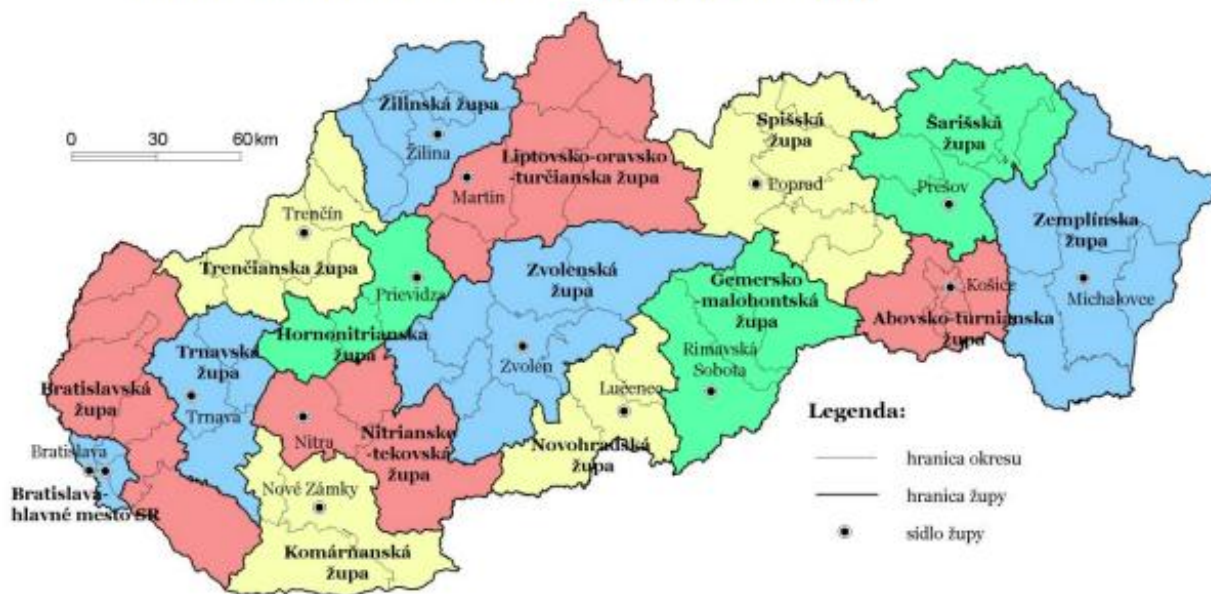 0 30 60 km
Žilinská župa
Žilina
Spišská
župa
Poprad
Šarišská
župa
Prešov
Liptovsko-oravsko
-turčianska župa
Martin
Trenčín
Trenčianska župa
Zemplínska
župa
Michalovce
Prievidza
Hornonitrianska
župa
Zvolenská
župa
Zvolen
Gemersko
-malohontská
župa
Rimavská
Sobota
Košice
Abovsko-turnianska
župa
Trnavská
župa
Trnava
Bratislavská
župa
Bratislava
Bratislava-
hlavné mesto SR
Nitra
Nitriansko
-tekovská
župa
Lučenec
Novohradská
župa
Nové Zámky
Komárňanská
župa
Legenda:
hranica okresu
hranica župy
sídlo župy